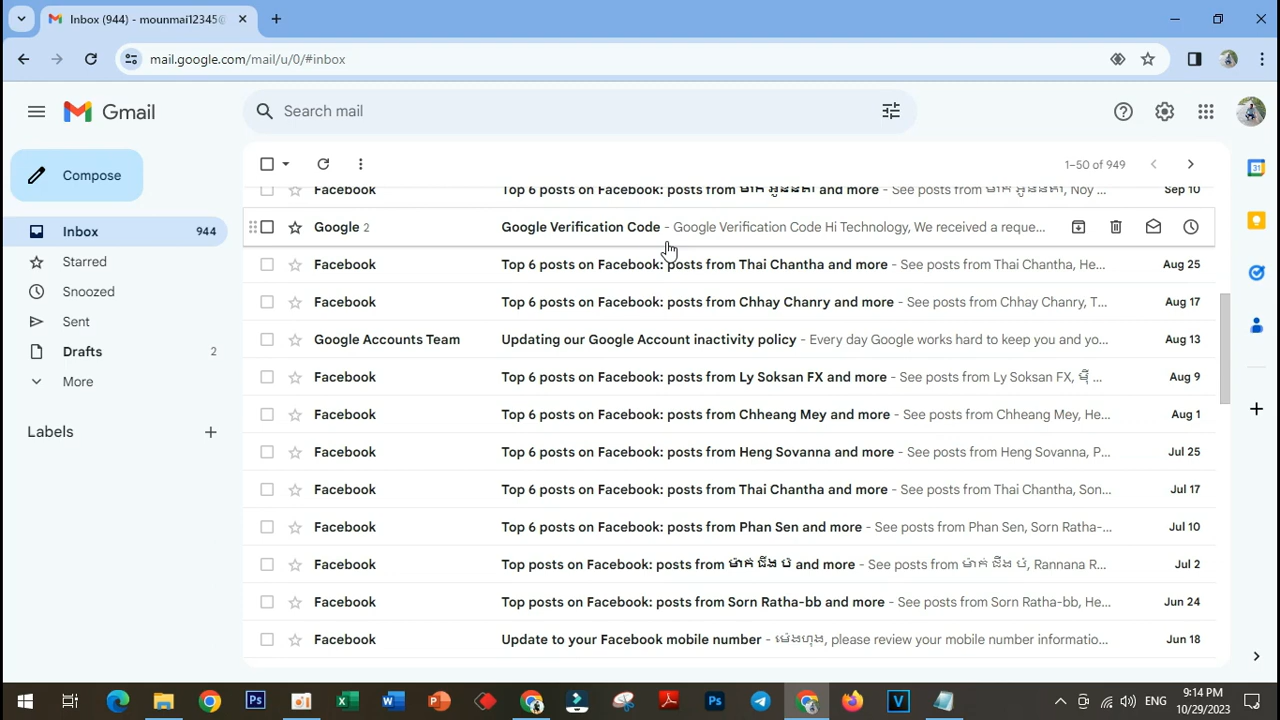 Inbox (944) - mounmai12345@
mail.google.com/mail/u/0/#inbox
Gmail
Search mail
Compose
1-50 of 949
Inbox 944
Starred
Snoozed
Sent
Drafts 2
More
Labels
Facebook Top 6 posts on Facebook: posts from and more - See posts from Noy ... Sep 10
Google 2 Google Verification Code - Google Verification Code Hi Technology, We received a reque...
Facebook Top 6 posts on Facebook: posts from Thai Chantha and more - See posts from Thai Chantha, He... Aug 25
Facebook Top 6 posts on Facebook: posts from Chhay Chanry and more - See posts from Chhay Chanry, T... Aug 17
Google Accounts Team Updating our Google Account inactivity policy - Every day Google works hard to keep you and yo... Aug 13
Facebook Top 6 posts on Facebook: posts from Ly Soksan FX and more - See posts from Ly Soksan FX, ... Aug 9
Facebook Top 6 posts on Facebook: posts from Chheang Mey and more - See posts from Chheang Mey, He... Aug 1
Facebook Top 6 posts on Facebook: posts from Heng Sovanna and more - See posts from Heng Sovanna, P... Jul 25
Facebook Top 6 posts on Facebook: posts from Thai Chantha and more - See posts from Thai Chantha, Son... Jul 17
Facebook Top 6 posts on Facebook: posts from Phan Sen and more - See posts from Phan Sen, Sorn Ratha-... Jul 10
Facebook Top posts on Facebook: posts from and more - See posts from Rannana R... Jul 2
Facebook Top posts on Facebook: posts from Sorn Ratha-bb and more - See posts from Sorn Ratha-bb, He... Jun 24
Facebook Update to your Facebook mobile number - please review your mobile number informatio... Jun 18
ENG
9:14 PM
10/29/2023